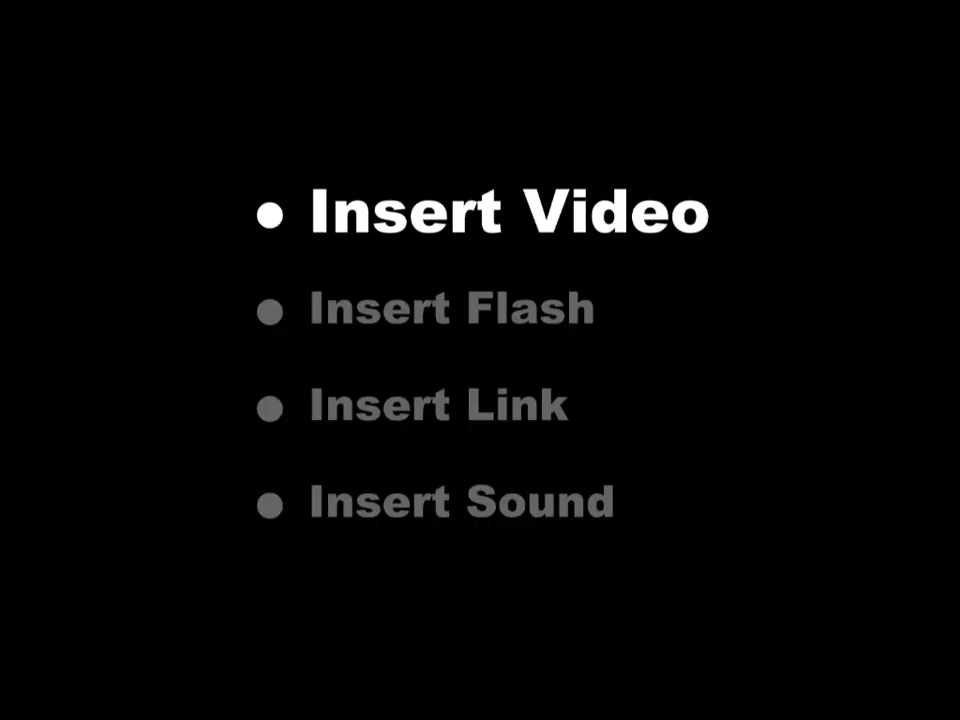 • Insert Video
• Insert Flash
• Insert Link
• Insert Sound